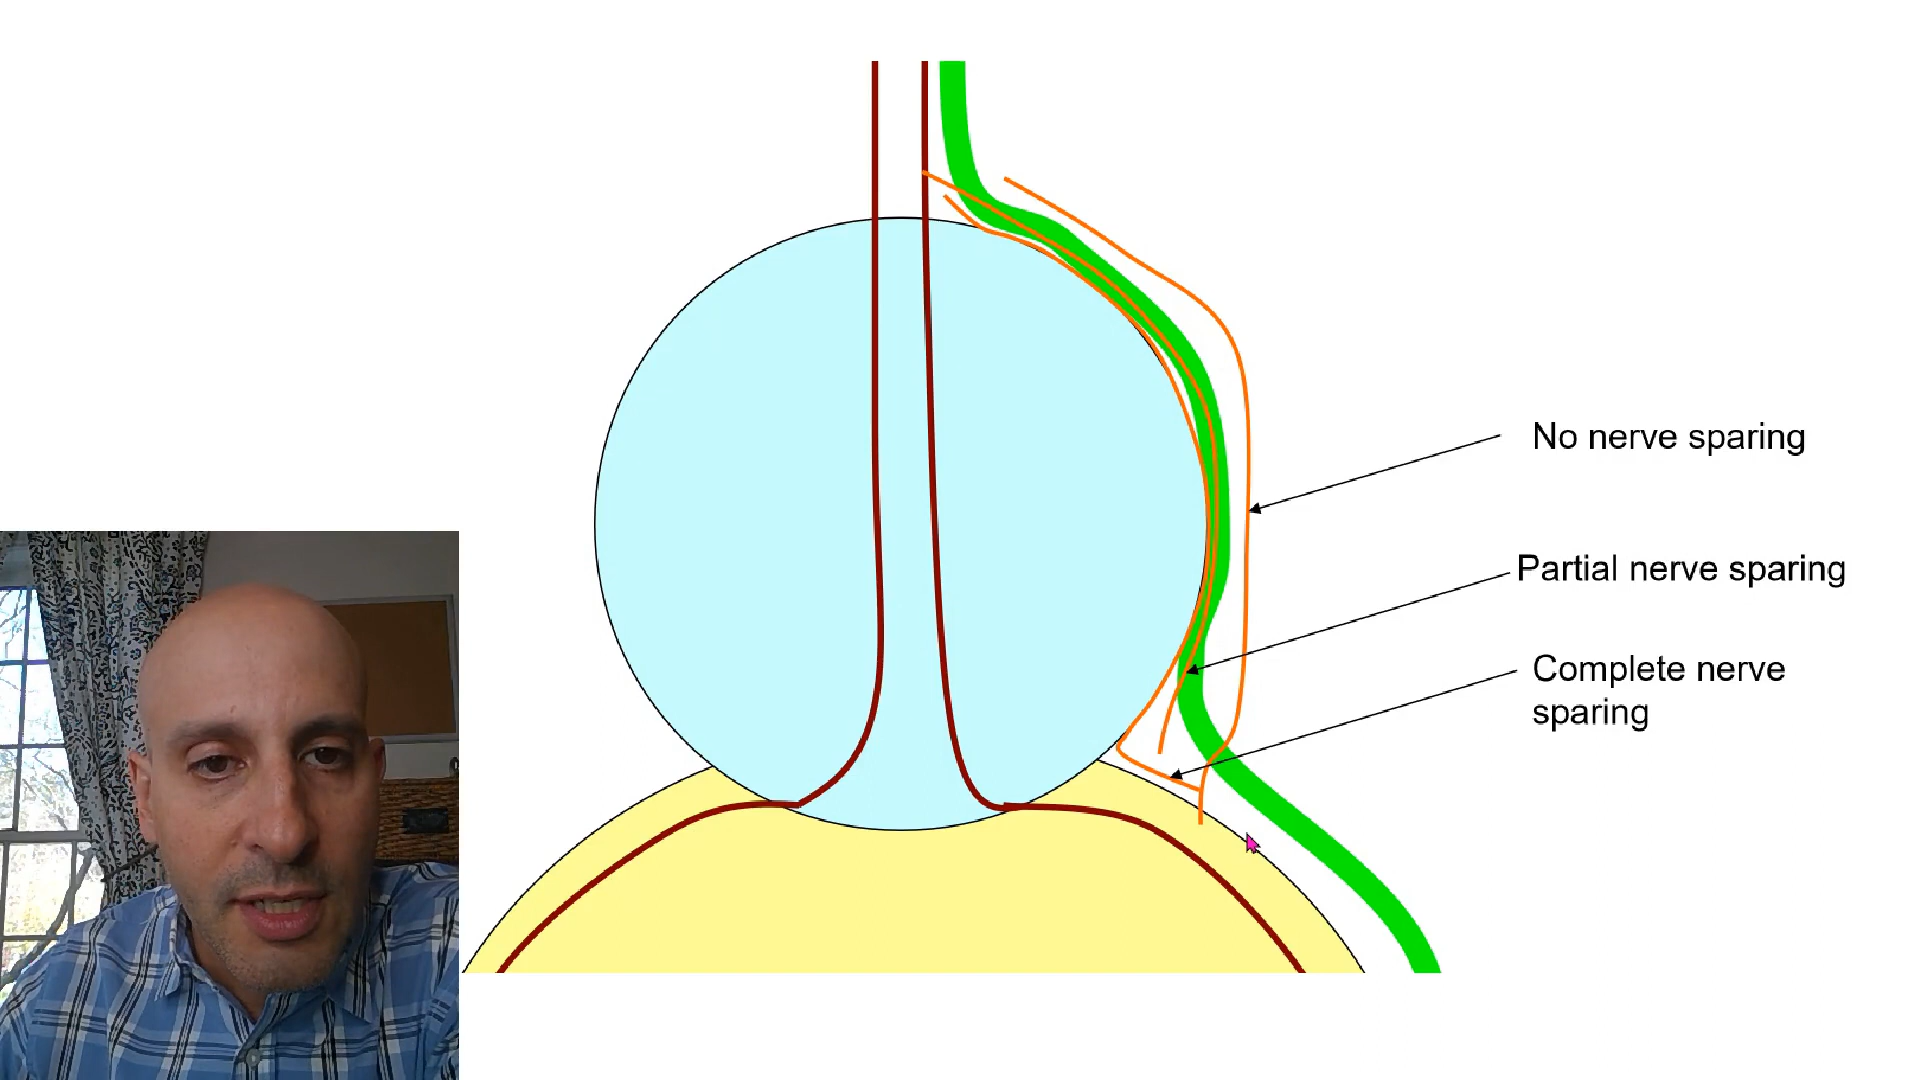 No nerve sparing
Partial nerve sparing
Complete nerve
sparing